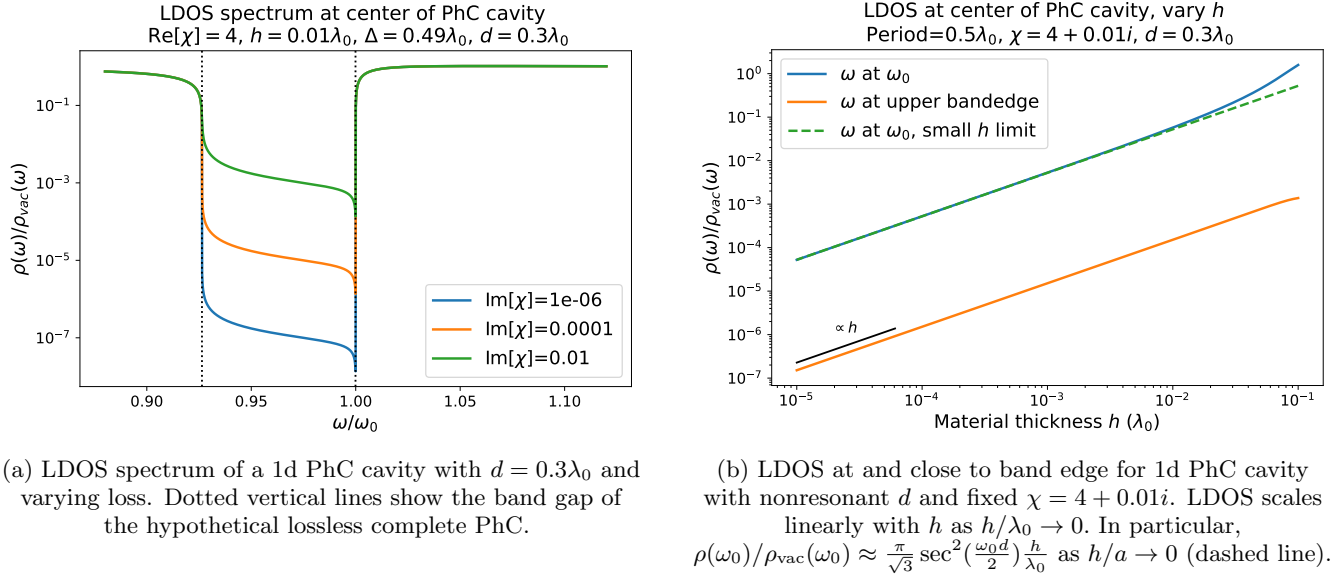 LDOS spectrum at center of PhC cavity
Re[χ] = 4, h = 0.01λ₀, Δ = 0.49λ₀, d = 0.3λ₀
10⁻¹
10⁻³
10⁻⁵
10⁻⁷
ρ(ω)/ρ_vac(ω)
Im[χ]=1e-06
Im[χ]=0.0001
Im[χ]=0.01
0.90
0.95
1.00
1.05
1.10
ω/ω₀
(a) LDOS spectrum of a 1d PhC cavity with d = 0.3λ₀ and
varying loss. Dotted vertical lines show the band gap of
the hypothetical lossless complete PhC.
LDOS at center of PhC cavity, vary h
Period=0.5λ₀, χ = 4 + 0.01i, d = 0.3λ₀
ω at ω₀
ω at upper bandedge
ω at ω₀, small h limit
10⁰
10⁻¹
10⁻²
10⁻³
10⁻⁴
10⁻⁵
10⁻⁶
10⁻⁷
ρ(ω)/ρ_vac(ω)
∝ h
10⁻⁵
10⁻⁴
10⁻³
10⁻²
10⁻¹
Material thickness h (λ₀)
(b) LDOS at and close to band edge for 1d PhC cavity
with nonresonant d and fixed χ = 4 + 0.01i. LDOS scales
linearly with h as h/λ₀ → 0. In particular,
ρ(ω₀)/ρ_vac(ω₀) ≈ π/√3 sec²(ω₀d/2) h/λ₀ as h/a → 0 (dashed line).